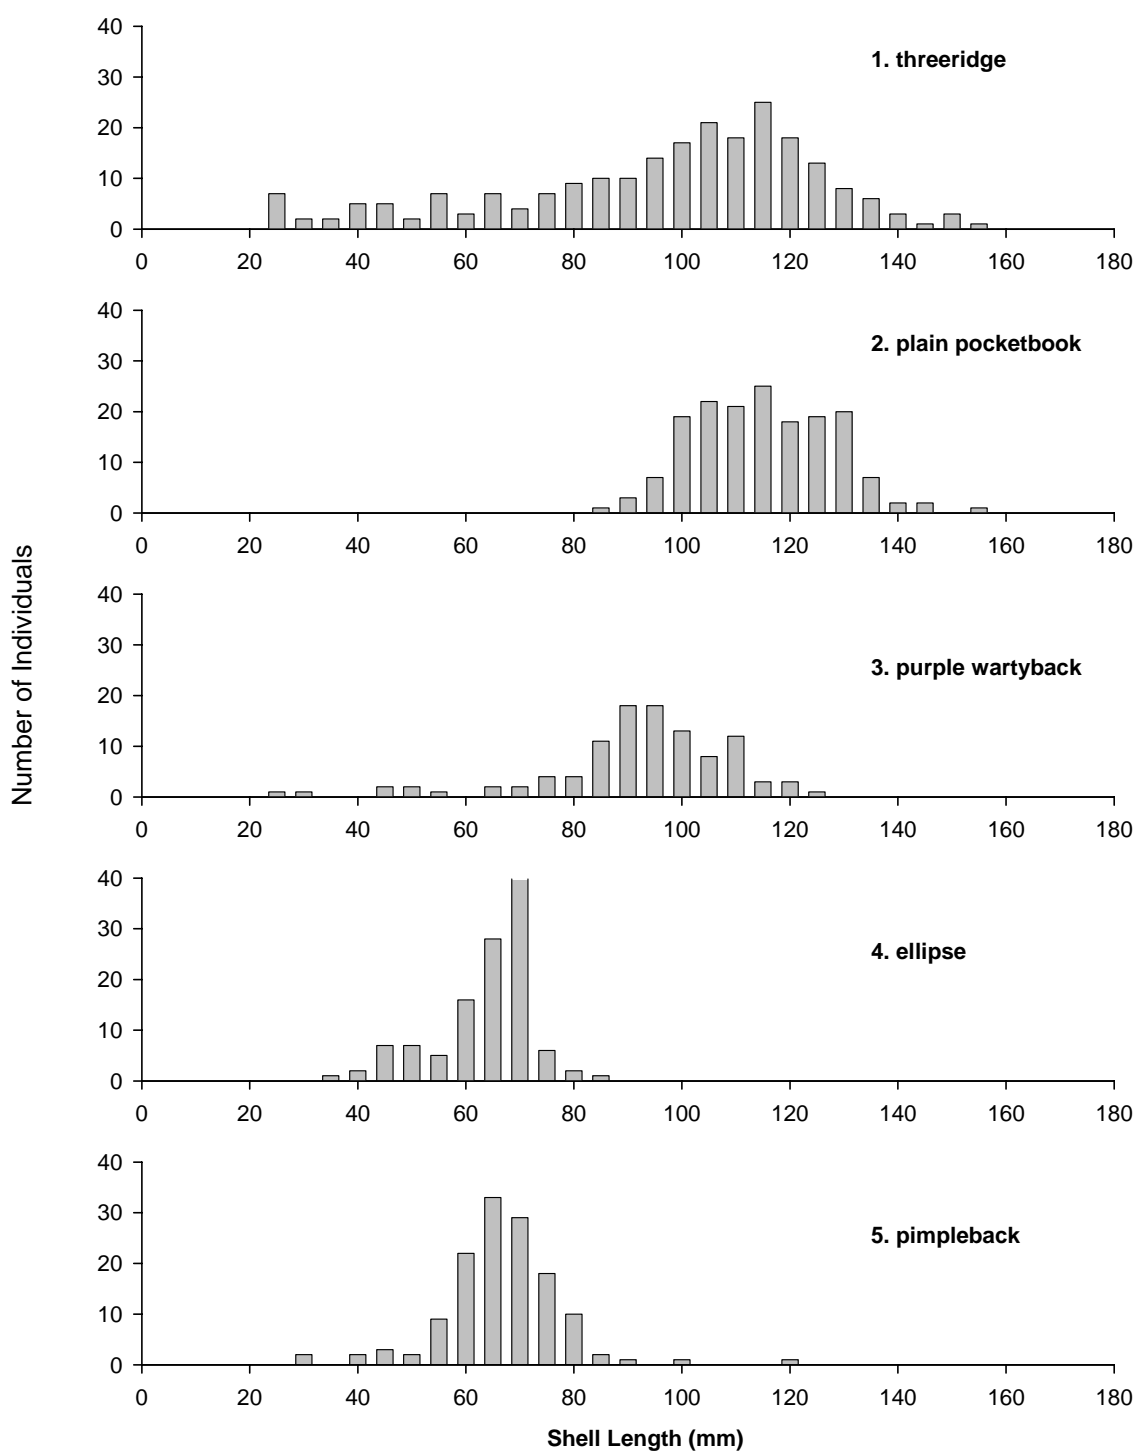 40
1. threeridge
30
20
10
0
0 20 40 60 80 100 120 140 160 180
40
2. plain pocketbook
30
20
10
0
0 20 40 60 80 100 120 140 160 180
Number of Individuals
40
30
3. purple wartyback
20
10
0
0 20 40 60 80 100 120 140 160 180
40
30
4. ellipse
20
10
0
0 20 40 60 80 100 120 140 160 180
40
30
5. pimpleback
20
10
0
0 20 40 60 80 100 120 140 160 180
Shell Length (mm)